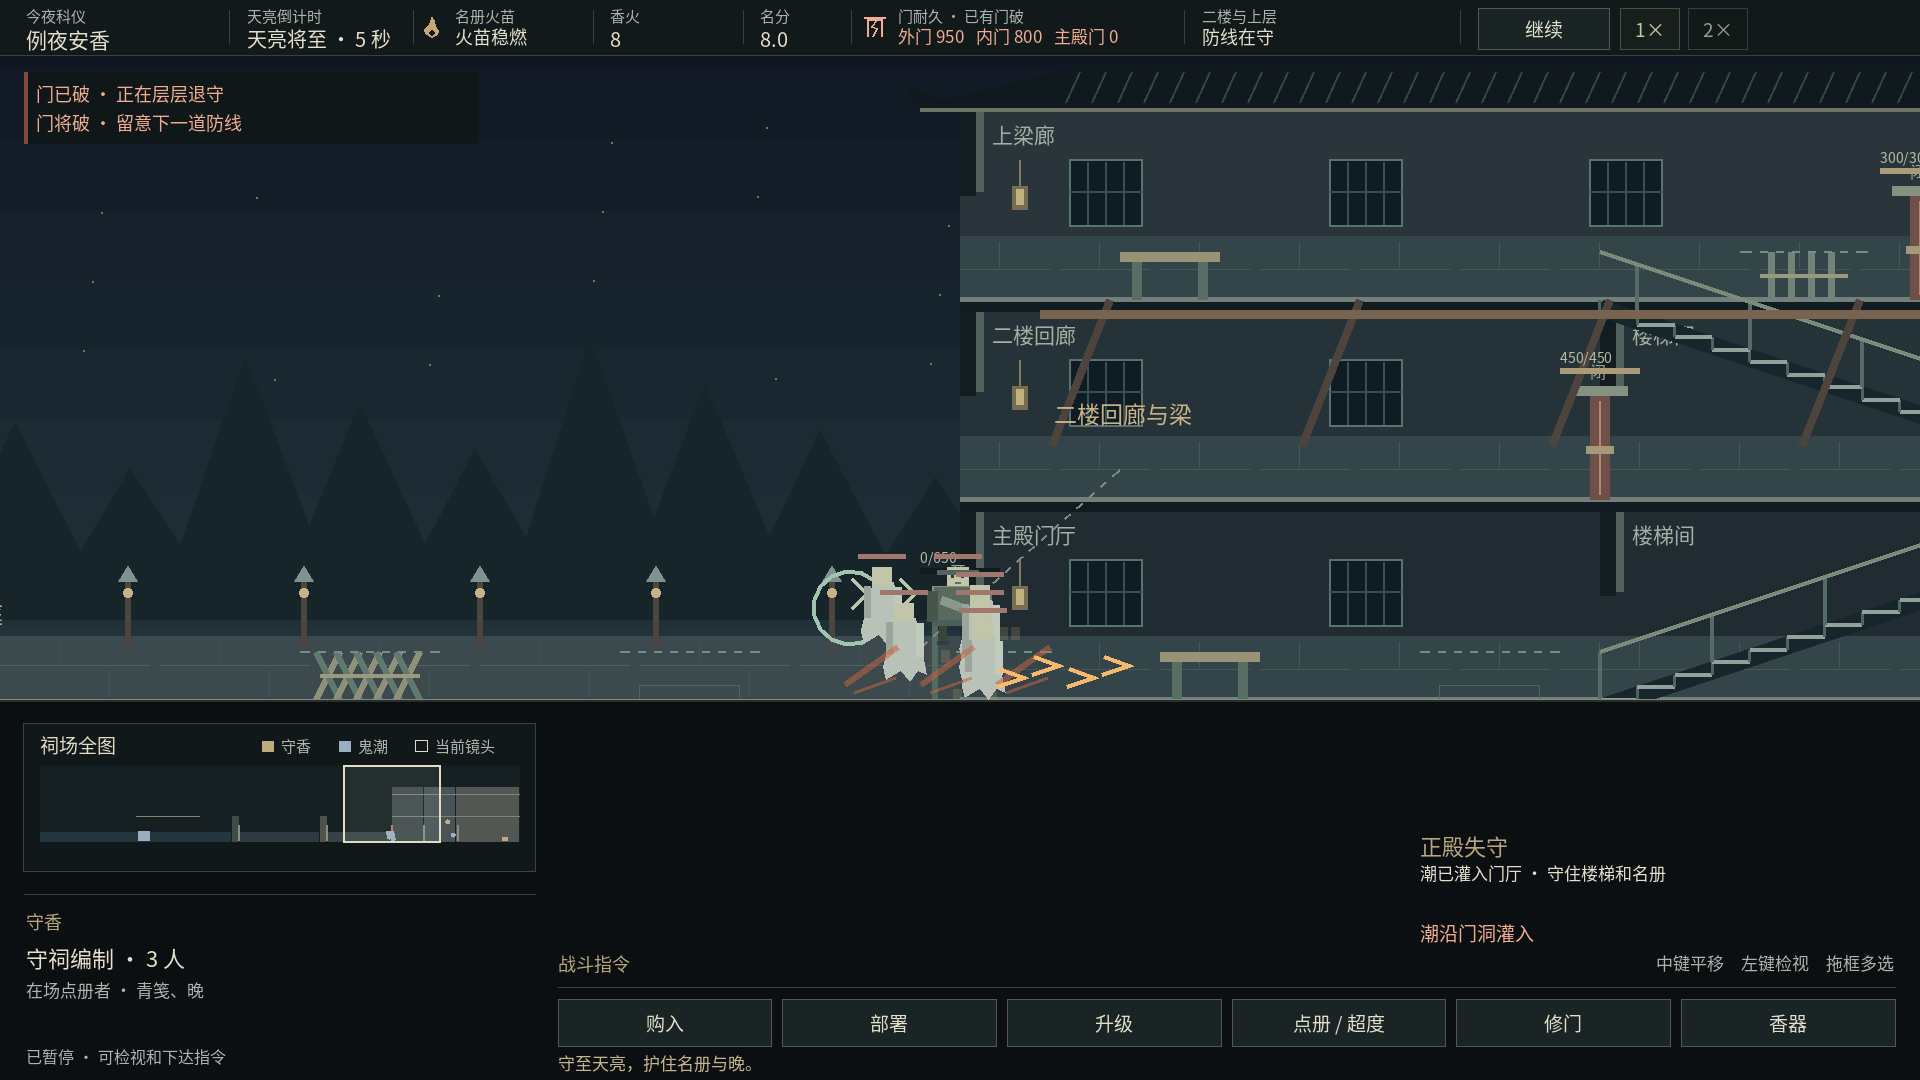 今夜科仪
例夜安香
天亮倒计时
天亮将至 · 5 秒
名册火苗
火苗稳燃
香火
8
名分
8.0
门耐久 · 已有门破
外门 950 内门 800 主殿门 0
二楼与上层
防线在守
继续
1×
2×
门已破 · 正在层层退守
门将破 · 留意下一道防线
上梁廊
二楼回廊
450/450
闭
二楼回廊与梁
主殿门厅
楼梯间
0/650
祠场全图
守香
鬼潮
当前镜头
守香
守祠编制 · 3 人
在场点册者 · 青笺、晚
已暂停 · 可检视和下达指令
正殿失守
潮已灌入门厅 · 守住楼梯和名册
潮沿门洞灌入
战斗指令
中键平移 左键检视 拖框多选
购入
部署
升级
点册 / 超度
修门
香器
守至天亮，护住名册与晚。